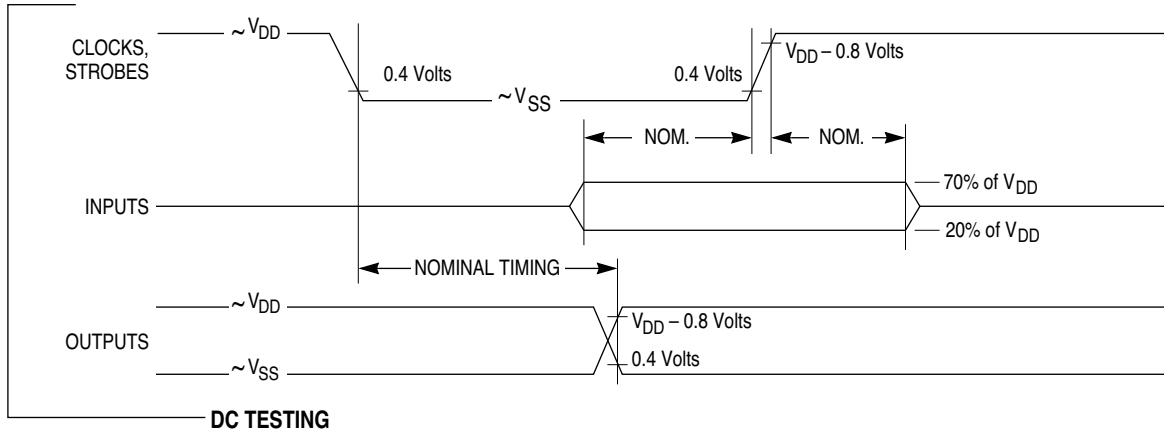 ~VDD
CLOCKS,
STROBES
0.4 Volts
0.4 Volts
VDD – 0.8 Volts
~VSS
NOM.
NOM.
70% of VDD
INPUTS
20% of VDD
NOMINAL TIMING
~VDD
VDD – 0.8 Volts
OUTPUTS
0.4 Volts
~VSS
DC TESTING